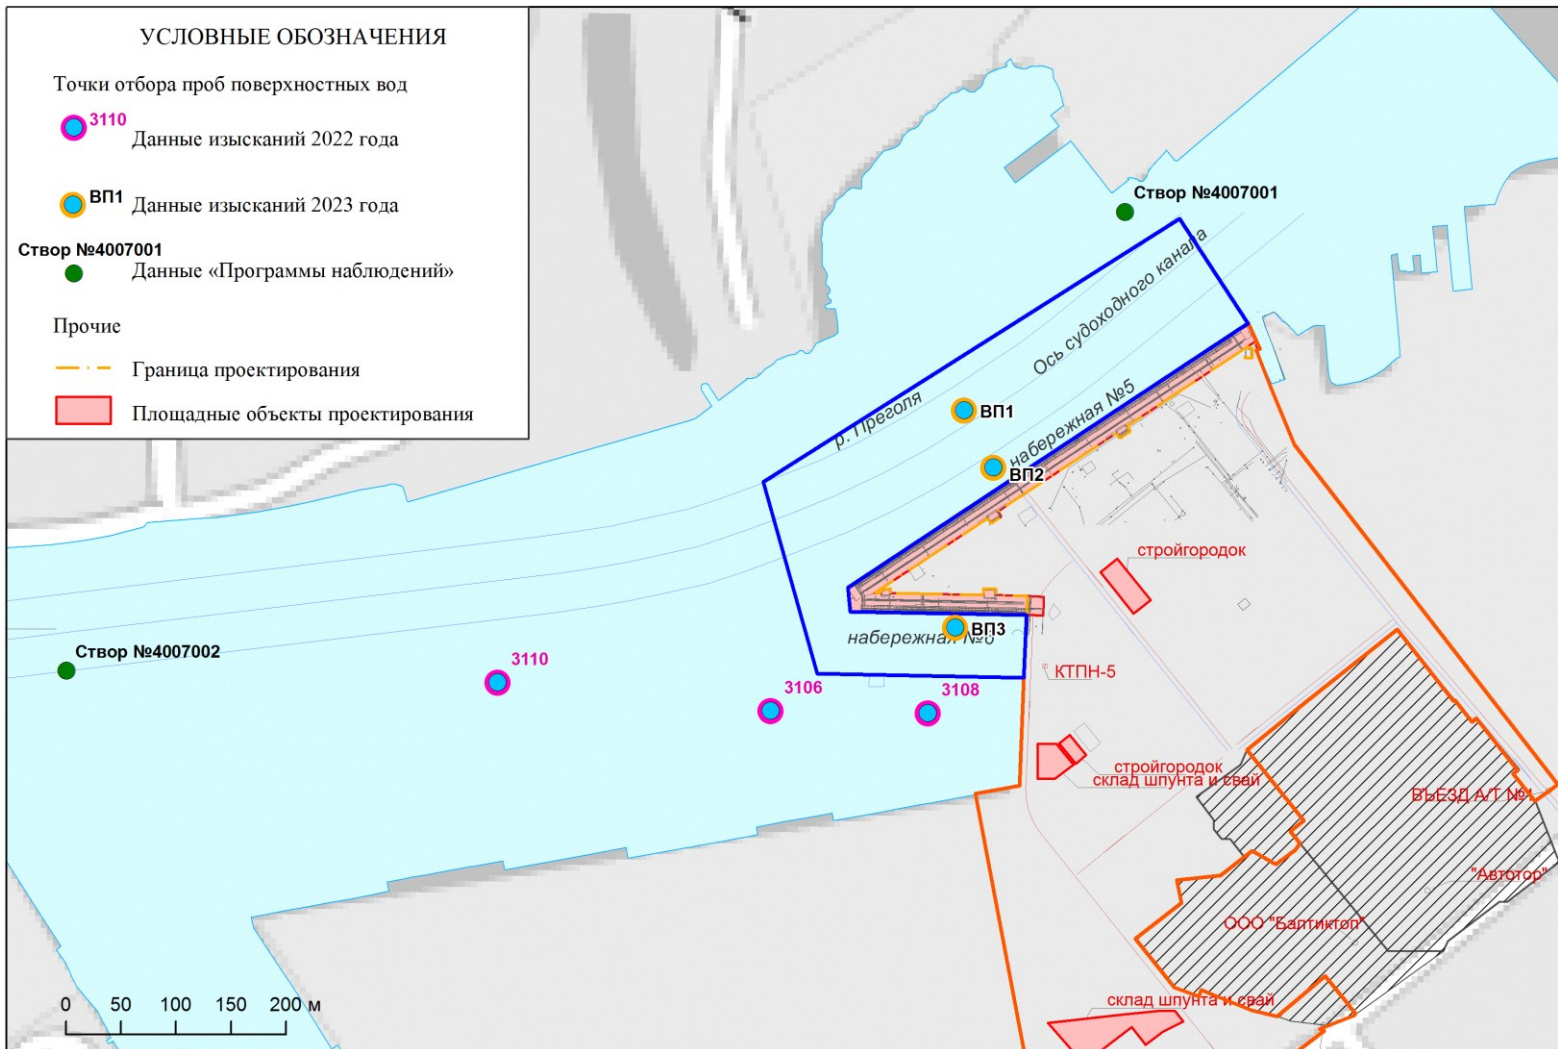 УСЛОВНЫЕ ОБОЗНАЧЕНИЯ
Точки отбора проб поверхностных вод
3110
Данные изысканий 2022 года
ВП1
Данные изысканий 2023 года
Створ №4007001
Данные «Программы наблюдений»
Прочие
Граница проектирования
Площадные объекты проектирования
Створ №4007001
Ось судоходного канала
р. Преголя
ВП1
набережная №5
ВП2
стройгородок
ВП3
набережная №6
Створ №4007002
3110
3106
3108
КТПН-5
стройгородок
склад шпунта и свай
ВЪЕЗД А/Т №1
"Автотор"
ООО "Балтиктоп"
склад шпунта и свай
0 50 100 150 200 м